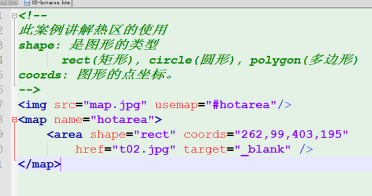 02-hotarea.htm
<!--
此案例讲解热区的使用
shape: 是图形的类型
rect(矩形), circle(圆形), polygon(多边形)
coords: 图形的点坐标。
-->
<img src="map.jpg" usemap="#hotarea"/>
<map name="hotarea">
<area shape="rect" coords="262,99,403,195"
href="t02.jpg" target="_blank" />
</map>